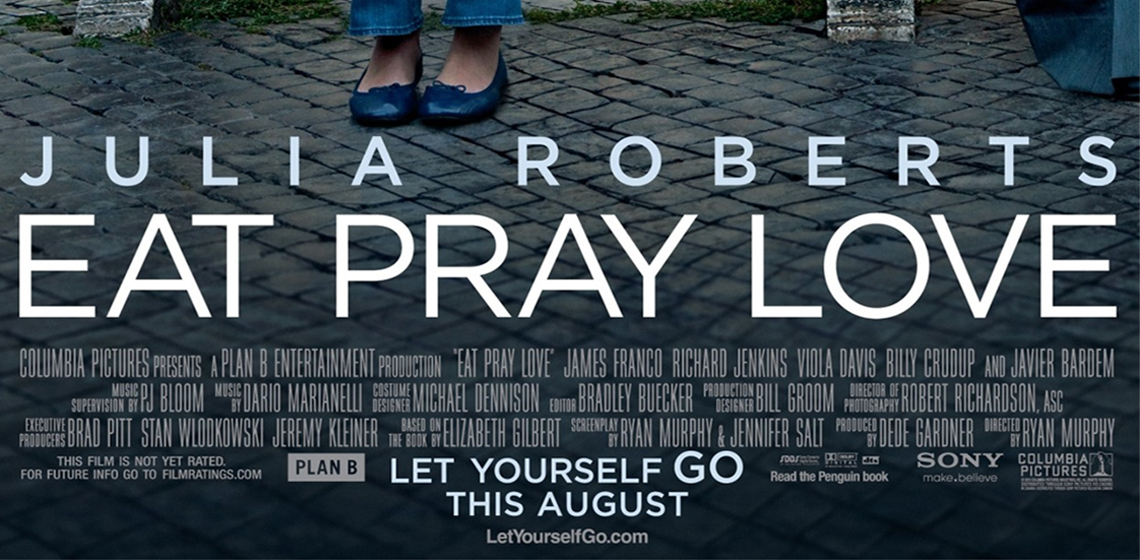 JULIA ROBERTS
EAT PRAY LOVE
COLUMBIA PICTURES PRESENTS A PLAN B ENTERTAINMENT PRODUCTION "EAT PRAY LOVE" JAMES FRANCO RICHARD JENKINS VIOLA DAVIS BILLY CRUDUP AND JAVIER BARDEM
MUSIC SUPERVISION BY PJ BLOOM MUSIC BY DARIO MARIANELLI COSTUME DESIGNER MICHAEL DENNISON EDITOR BRADLEY BUECKER PRODUCTION DESIGNER BILL GROOM DIRECTOR OF PHOTOGRAPHY ROBERT RICHARDSON, ASC
EXECUTIVE PRODUCERS BRAD PITT STAN WLODKOWSKI JEREMY KLEINER BASED ON THE BOOK BY ELIZABETH GILBERT SCREENPLAY BY RYAN MURPHY & JENNIFER SALT PRODUCED BY DEDE GARDNER DIRECTED BY RYAN MURPHY
THIS FILM IS NOT YET RATED.
FOR FUTURE INFO GO TO FILMRATINGS.COM
PLAN B
LET YOURSELF GO
THIS AUGUST
LetYourselfGo.com
Read the Penguin book
SONY
make.believe
COLUMBIA
PICTURES